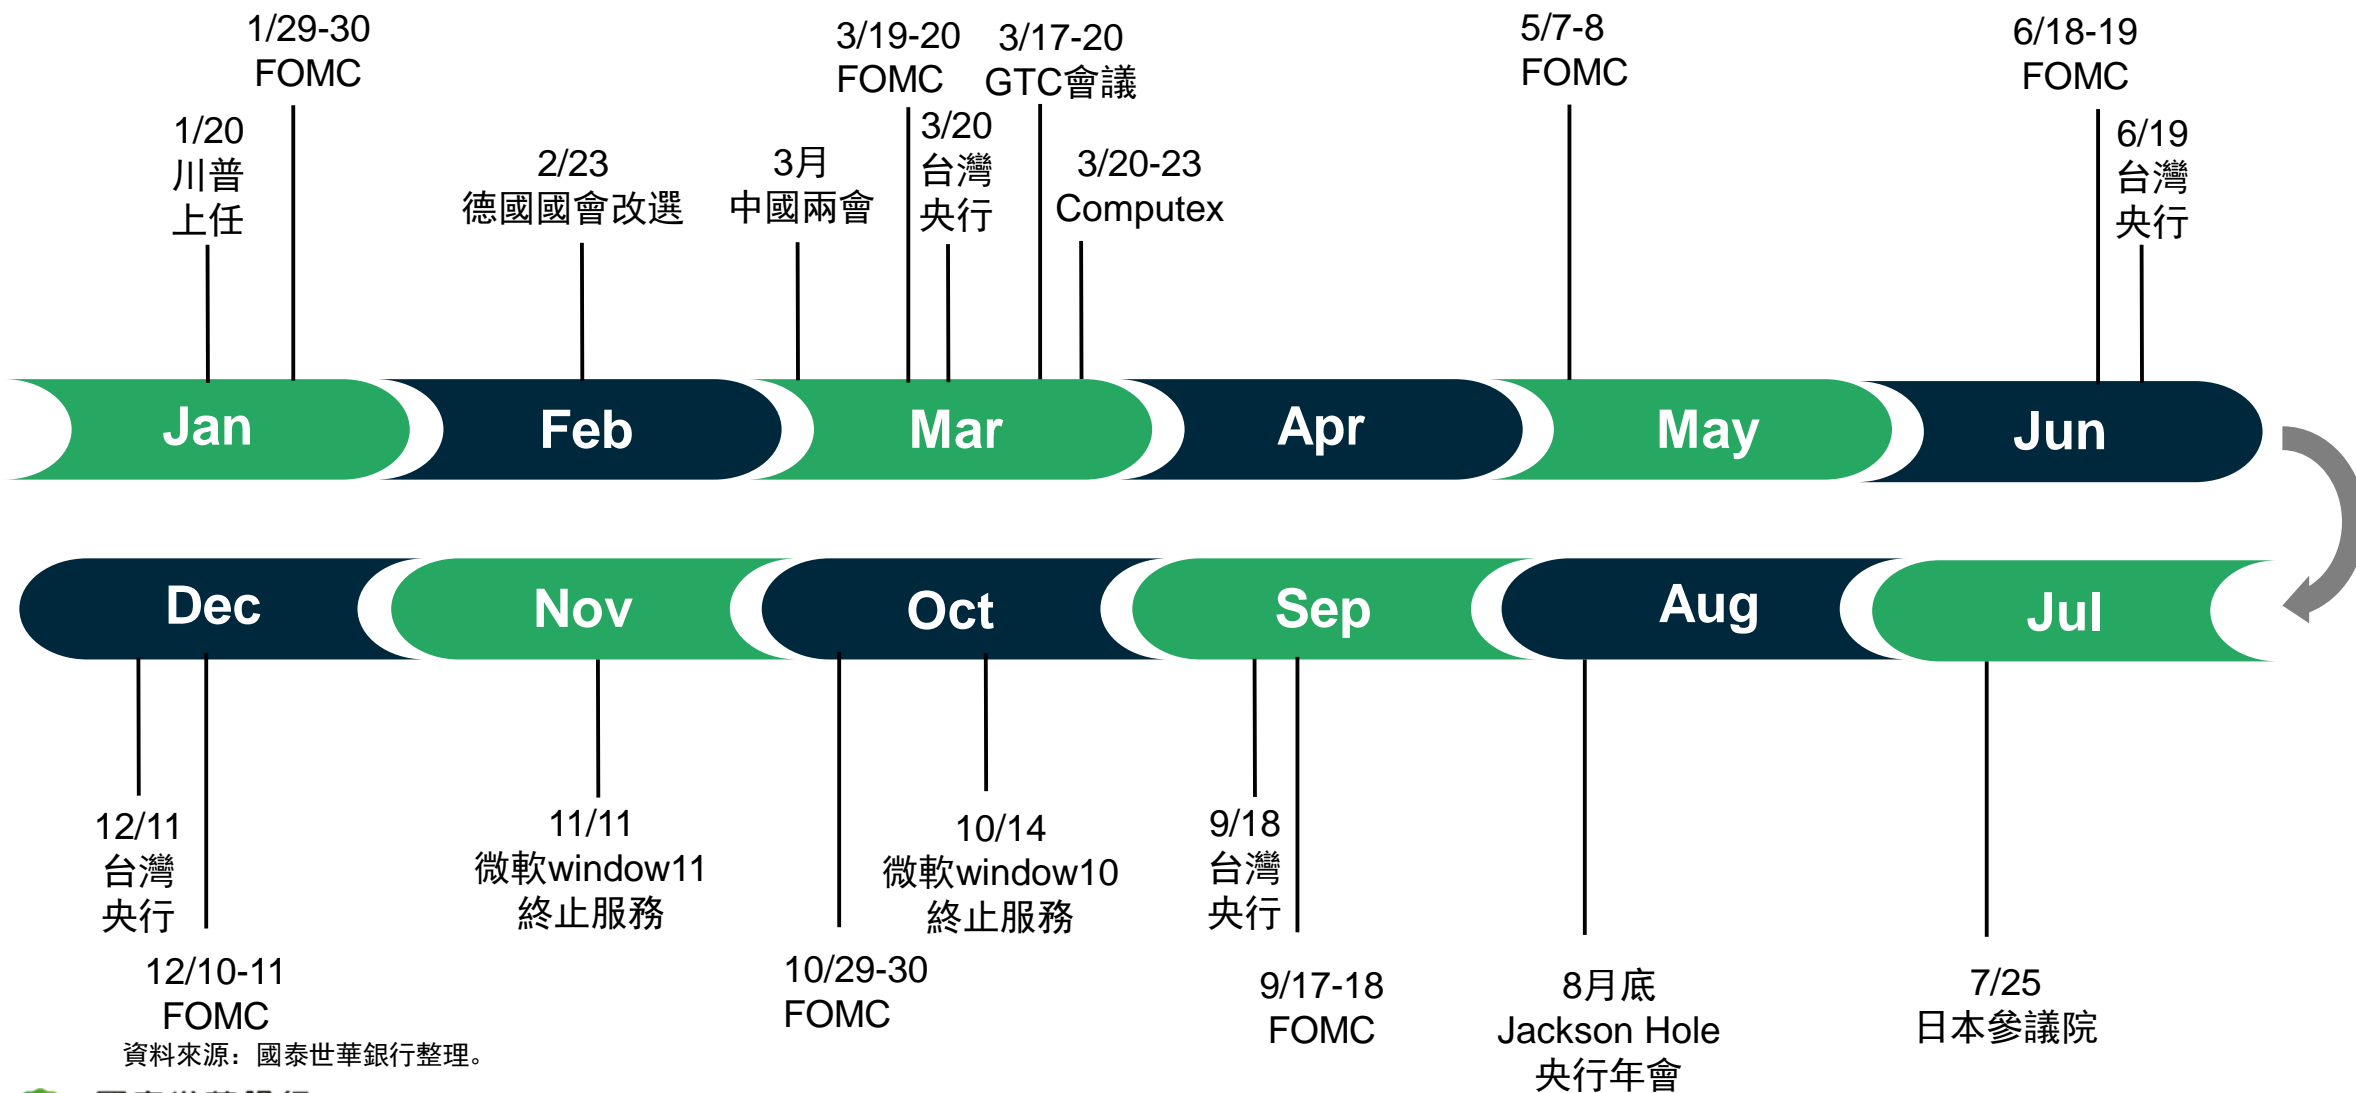 1/29-30
FOMC
3/19-20
FOMC
3/17-20
GTC會議
5/7-8
FOMC
6/18-19
FOMC
1/20
川普
上任
2/23
德國國會改選
3月
中國兩會
3/20
台灣
央行
3/20-23
Computex
6/19
台灣
央行
Jan
Feb
Mar
Apr
May
Jun
Dec
Nov
Oct
Sep
Aug
Jul
12/11
台灣
央行
12/10-11
FOMC
11/11
微軟window11
終止服務
10/29-30
FOMC
10/14
微軟window10
終止服務
9/18
台灣
央行
9/17-18
FOMC
8月底
Jackson Hole
央行年會
7/25
日本參議院
資料來源：國泰世華銀行整理。